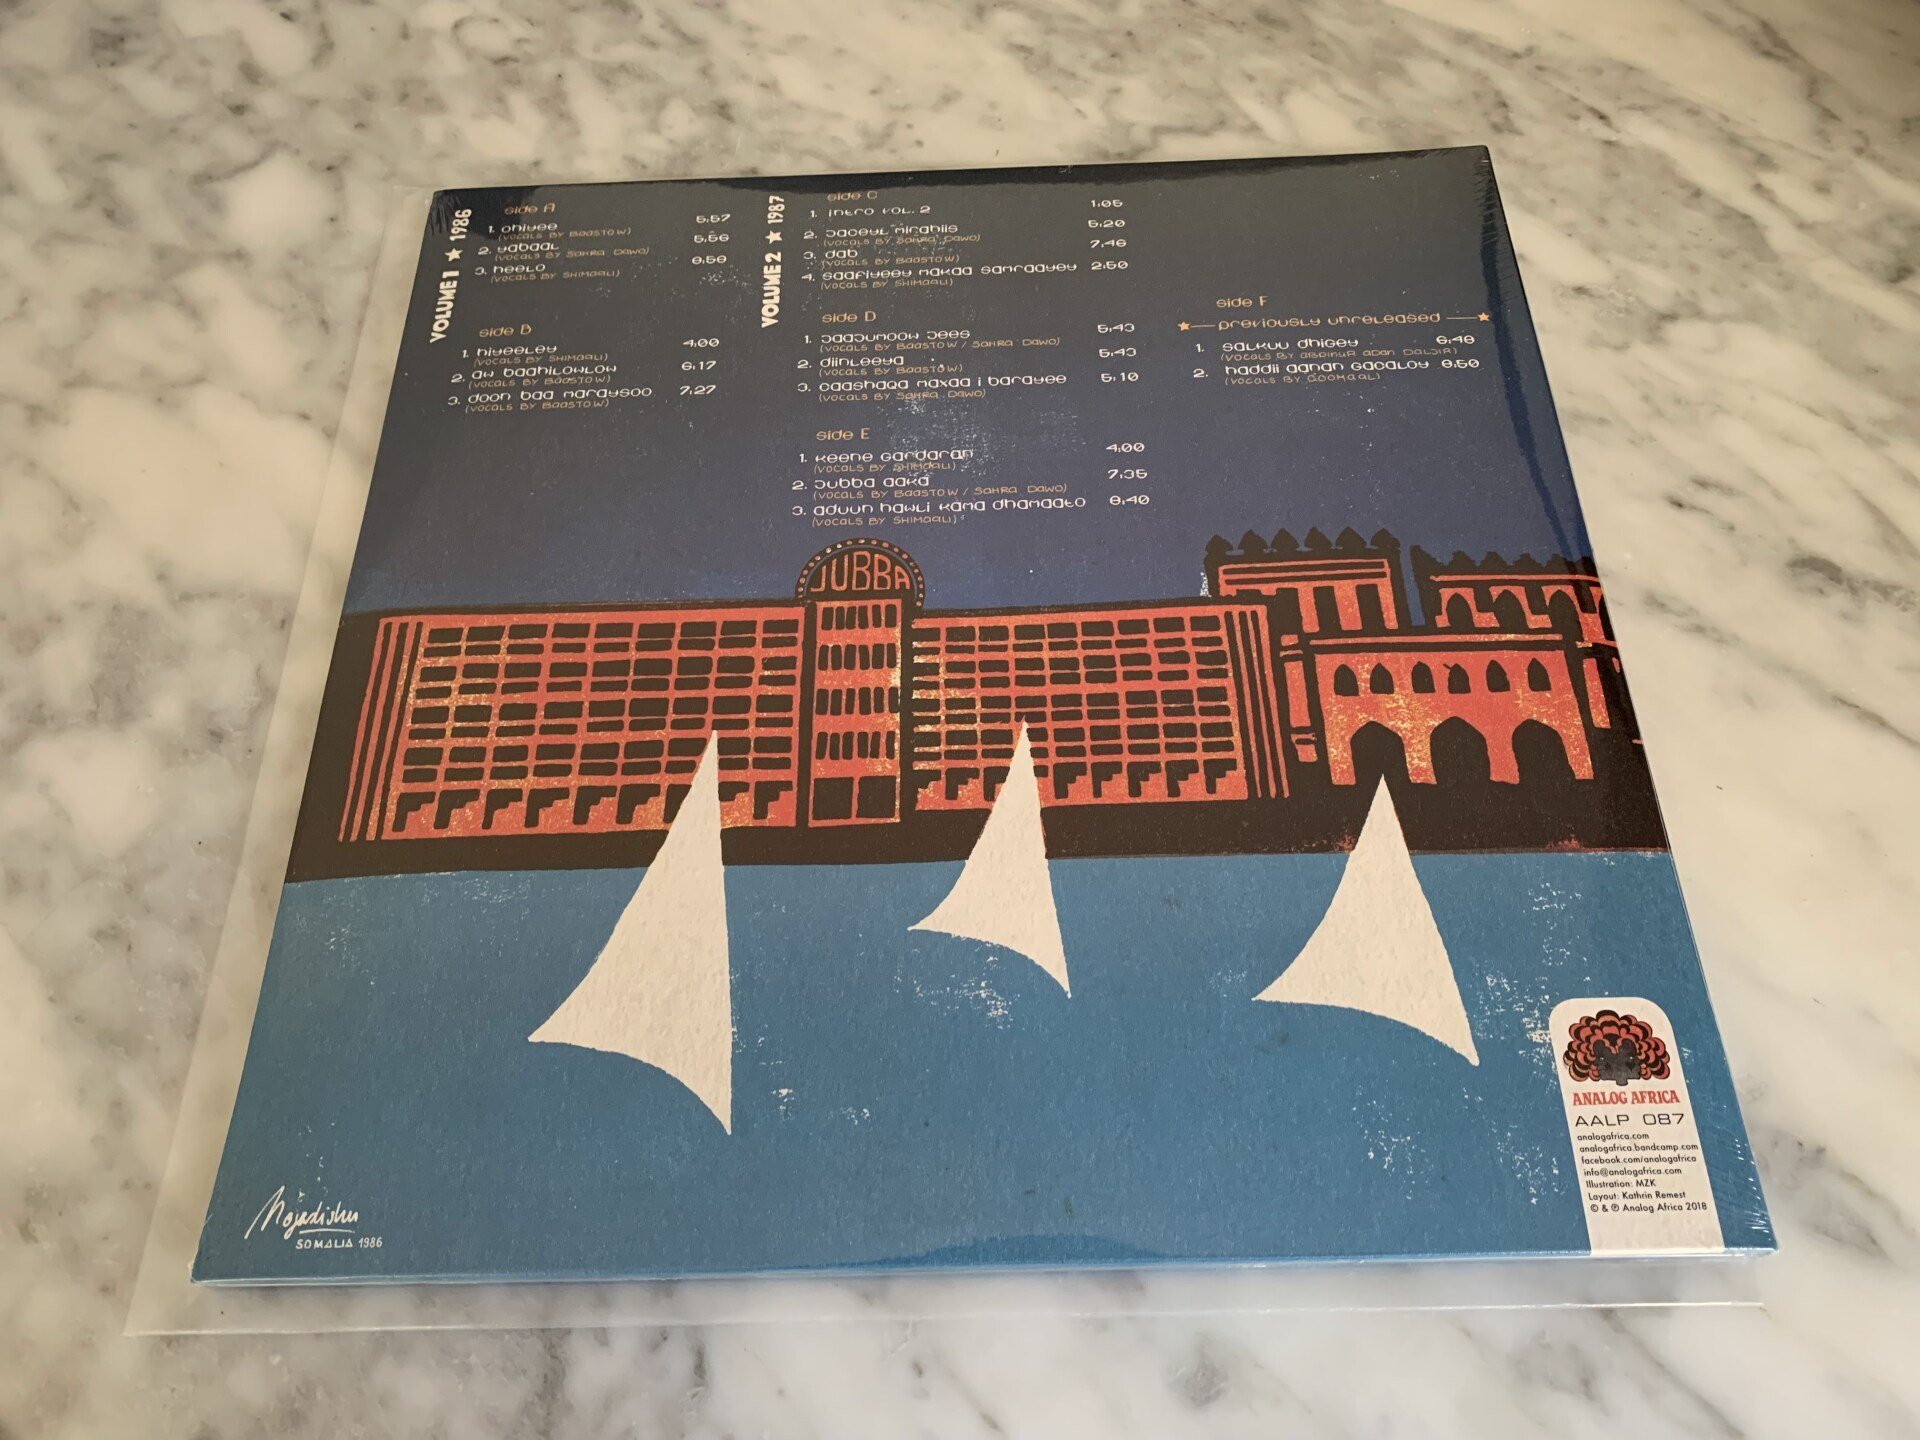 VOLUME 1 ★ 1986
side A
1. ohiyee 5:57
(VOCALS BY BAASTOW)
2. yabaal 5:56
(VOCALS BY SAHRA DAWO)
3. heelo 8:58
(VOCALS BY SHIMAALI)
side B
1. hiyeeley 4:00
(VOCALS BY SHIMAALI)
2. aw baahilowlow 6:17
(VOCALS BY BAASTOW)
3. doon baa maraysoo 7:27
(VOCALS BY BAASTOW)
VOLUME 2 ★ 1987
side C
1. intro VOL. 2 1:05
2. jaceyl mirahiis 5:20
(VOCALS BY SAHRA DAWO)
3. dab 7:46
(VOCALS BY BAASTOW)
4. saafiyeey makaa samraayey 2:50
(VOCALS BY SHIMAALI)
side D
1. jaajumoow jees 5:43
(VOCALS BY BAASTOW / SAHRA DAWO)
2. diinleeya 5:43
(VOCALS BY BAASTOW)
3. caashaqa maxaa i baray​ee 5:10
(VOCALS BY SAHRA DAWO)
side E
1. keene gardaran 4:00
(VOCALS BY SHIMAALI)
2. jubba aaka 7:35
(VOCALS BY BAASTOW / SAHRA DAWO)
3. aduun hawli kama dhamaato 8:40
(VOCALS BY SHIMAALI)
side F
★ previously unreleased ★
1. salkuu dhigey 6:48
(VOCALS BY ABDINUR ADAN DALJIR)
2. haddii aanan gacaloy 8:50
(VOCALS BY GOOMAAL)
JUBBA
Mogadishu
SOMALIA 1986
ANALOG AFRICA
AALP 087
analogafrica.com
analogafrica.bandcamp.com
facebook.com/analogafrica
info@analogafrica.com
Illustration: MZK
Layout: Kathrin Remest
© & ℗ Analog Africa 2018